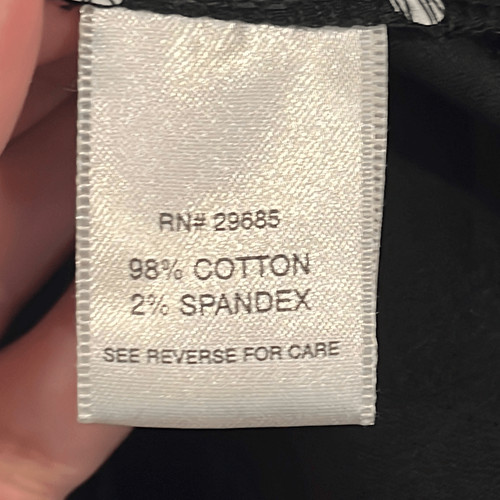 RN# 29685
98% COTTON
2% SPANDEX
SEE REVERSE FOR CARE